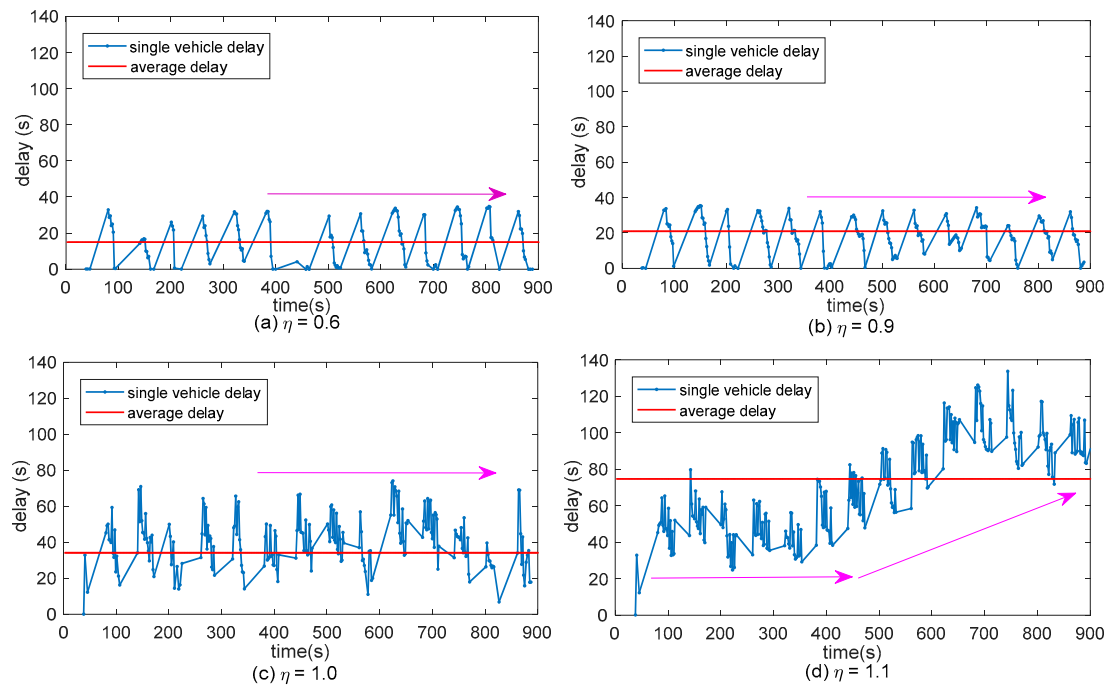 140
120
100
80
60
40
20
0
delay (s)
single vehicle delay
average delay
0 100 200 300 400 500 600 700 800 900
time(s)
(a) η = 0.6
140
120
100
80
60
40
20
0
delay (s)
single vehicle delay
average delay
0 100 200 300 400 500 600 700 800 900
time(s)
(b) η = 0.9
140
120
100
80
60
40
20
0
delay (s)
single vehicle delay
average delay
0 100 200 300 400 500 600 700 800 900
time(s)
(c) η = 1.0
140
120
100
80
60
40
20
0
delay (s)
single vehicle delay
average delay
0 100 200 300 400 500 600 700 800 900
time(s)
(d) η = 1.1